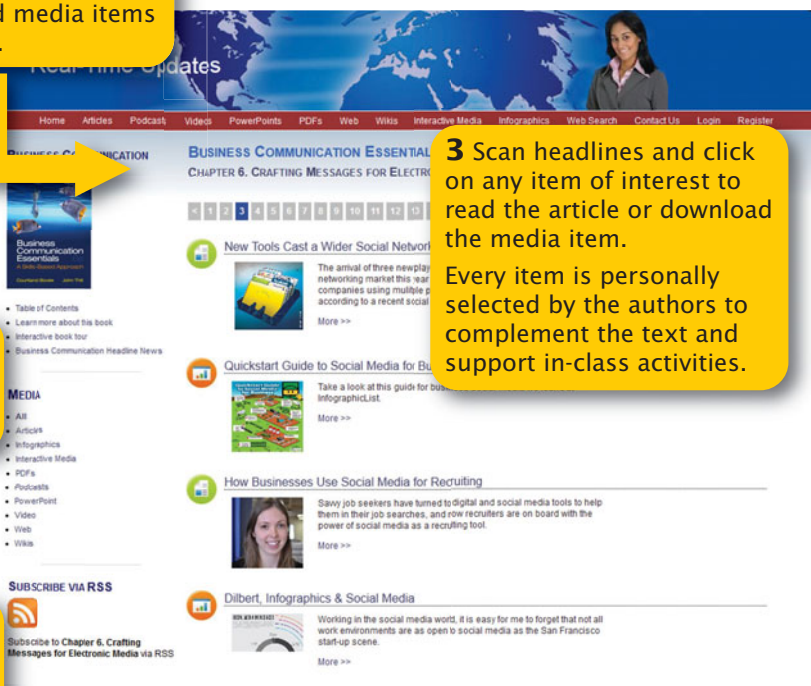 d media items
.
Real-Time Updates
Home Articles Podcasts Videos PowerPoints PDFs Web Wikis Interactive Media Infographics Web Search Contact Us Login Register
BUSINESS COMMUNICATION
Business
Communication
Essentials
A Skills-Based Approach
Courtland Bovée John Thill
• Table of Contents
• Learn more about this book
• Interactive book tour
• Business Communication Headline News
MEDIA
• All
• Articles
• Infographics
• Interactive Media
• PDFs
• Podcasts
• PowerPoint
• Video
• Web
• Wikis
SUBSCRIBE VIA RSS
Subscribe to Chapter 6. Crafting
Messages for Electronic Media via RSS
BUSINESS COMMUNICATION ESSENTIAL
CHAPTER 6. CRAFTING MESSAGES FOR ELECTRO
< 1 2 3 4 5 6 7 8 9 10 11 12 13
New Tools Cast a Wider Social Network
The arrival of three new play
networking market this year
companies using multiple p
according to a recent social
More >>
Quickstart Guide to Social Media for Bu
Take a look at this guide for bus
InfographicList.
More >>
How Businesses Use Social Media for Recruiting
Savvy job seekers have turned to digital and social media tools to help
them in their job searches, and now recruiters are on board with the
power of social media as a recruiting tool.
More >>
Dilbert, Infographics & Social Media
Working in the social media world, it is easy for me to forget that not all
work environments are as open to social media as the San Francisco
start-up scene.
More >>
3 Scan headlines and click
on any item of interest to
read the article or download
the media item.
Every item is personally
selected by the authors to
complement the text and
support in-class activities.